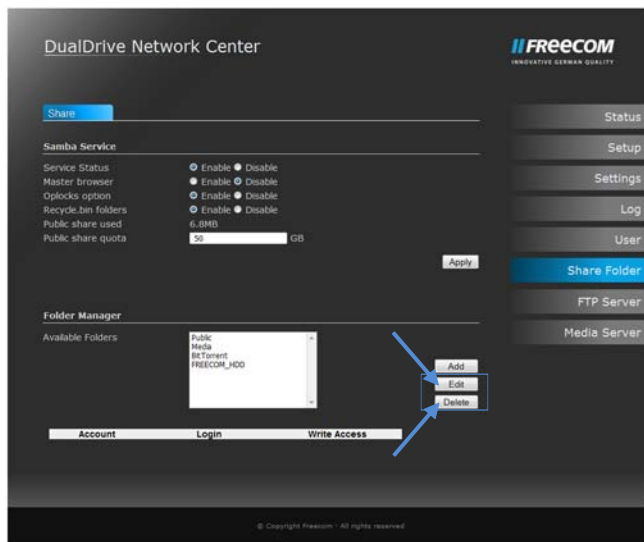 DualDrive Network Center
FREECOM
INNOVATIVE GERMAN QUALITY
Share
Status
Setup
Settings
Log
User
Share Folder
FTP Server
Media Server
Samba Service
Service Status Enable Disable
Master browser Enable Disable
Oplocks option Enable Disable
Recycle.bin folders Enable Disable
Public share used 6.8MB
Public share quota 50 GB
Apply
Folder Manager
Available Folders
Public
Media
BitTorrent
FREECOM_HDD
Add
Edit
Delete
Account Login Write Access
© Copyright Freecom - All rights reserved